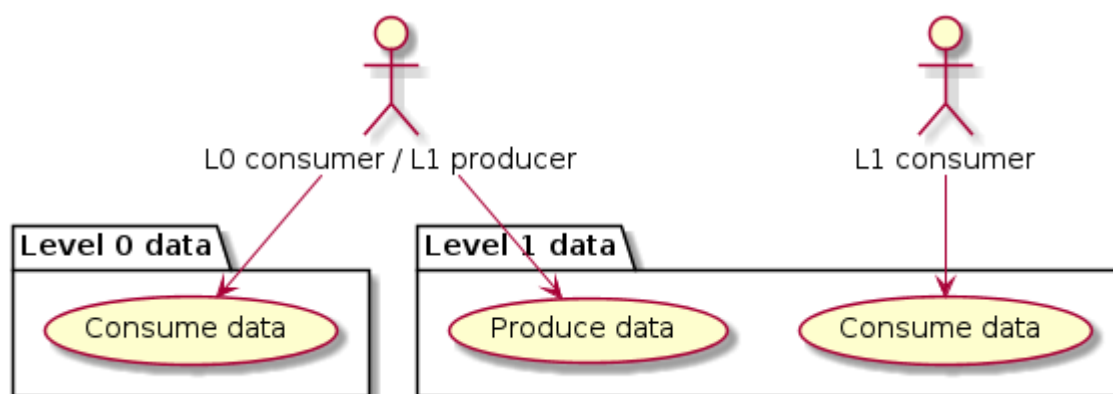 L0 consumer / L1 producer
L1 consumer
Level 0 data
Level 1 data
Consume data
Produce data
Consume data